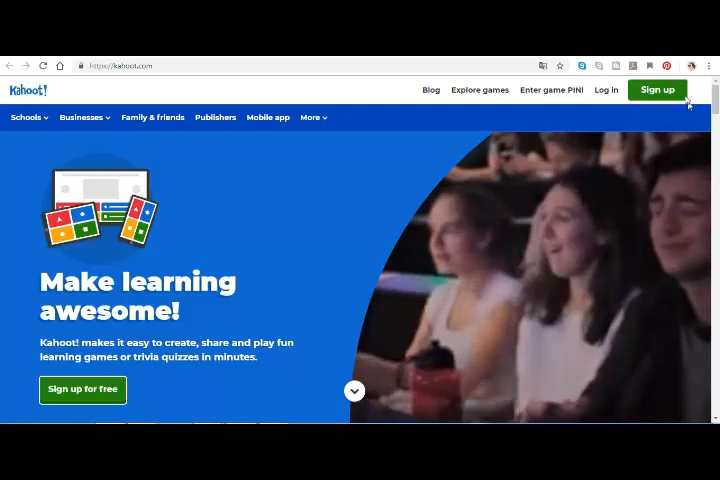 https://kahoot.com
Kahoot!
Blog Explore games Enter game PIN! Log in Sign up
Schools Businesses Family & friends Publishers Mobile app More
Make learning
awesome!
Kahoot! makes it easy to create, share and play fun
learning games or trivia quizzes in minutes.
Sign up for free